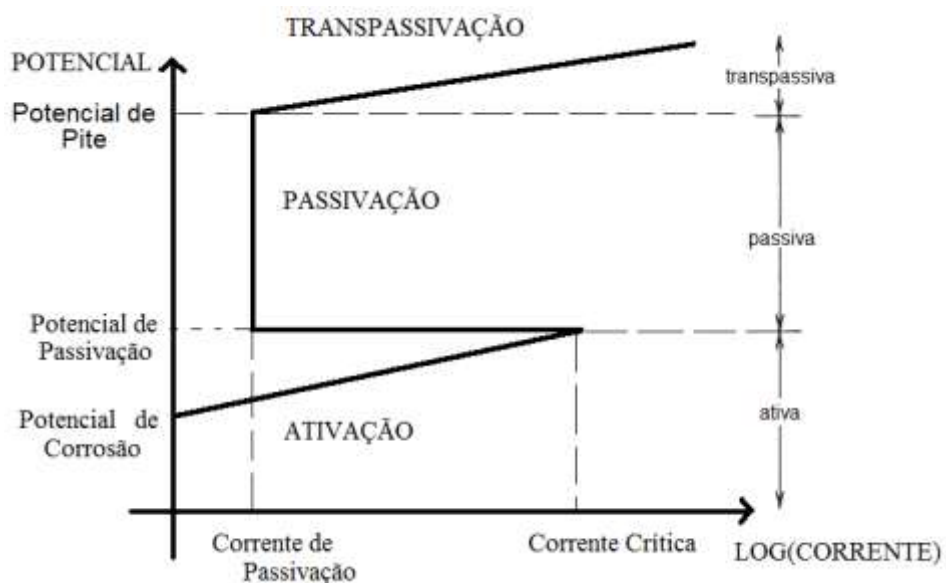 TRANSPASSIVAÇÃO
POTENCIAL
transpassiva
Potencial de
Pite
PASSIVAÇÃO
passiva
Potencial de
Passivação
Potencial de
Corrosão
ATIVAÇÃO
ativa
Corrente de
Passivação
Corrente Crítica
LOG(CORRENTE)